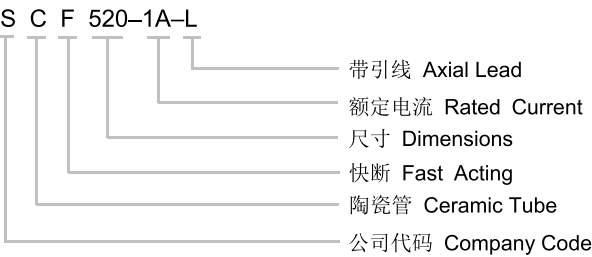 S C F 520–1A–L
带引线 Axial Lead
额定电流 Rated Current
尺寸 Dimensions
快断 Fast Acting
陶瓷管 Ceramic Tube
公司代码 Company Code